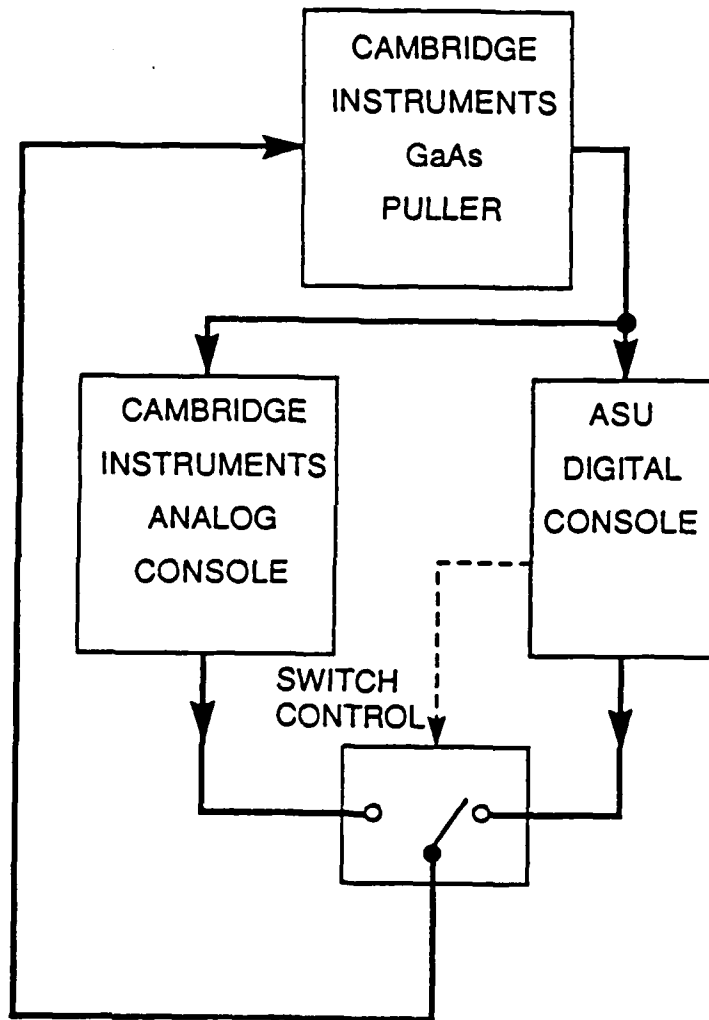 CAMBRIDGE
INSTRUMENTS
GaAs
PULLER
CAMBRIDGE
INSTRUMENTS
ANALOG
CONSOLE
ASU
DIGITAL
CONSOLE
SWITCH
CONTROL